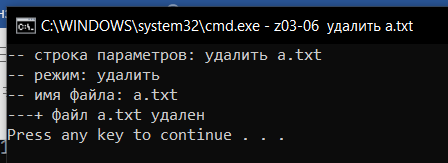 C:\WINDOWS\system32\cmd.exe - z03-06  удалить a.txt
-- строка параметров: удалить a.txt
-- режим: удалить
-- имя файла: a.txt
---+ файл a.txt удален
Press any key to continue . . .